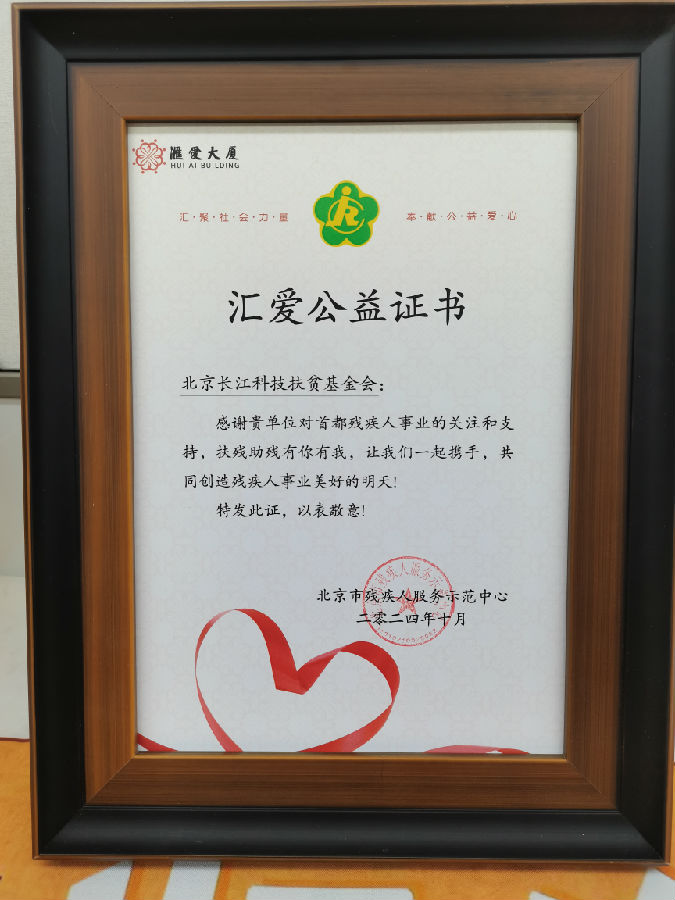 滙愛大厦
HUI AI BUILDING
汇·聚·社·会·力·量
奉·献·公·益·爱·心
汇爱公益证书
北京长江科技扶贫基金会：
感谢贵单位对首都残疾人事业的关注和支
持，扶残助残有你有我，让我们一起携手，共
同创造残疾人事业美好的明天！
特发此证，以表敬意！
北京市残疾人服务示范中心
二零二四年十月